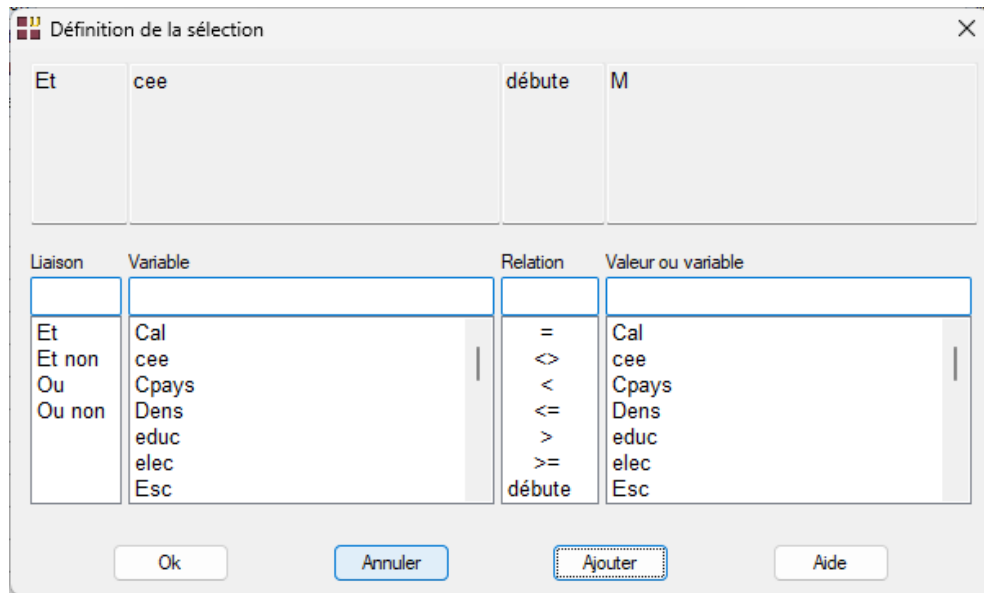 Définition de la sélection
Et cee débute M
Liaison Variable Relation Valeur ou variable
Et Cal = Cal
Et non cee <> cee
Ou Cpays < Cpays
Ou non Dens <= Dens
educ > educ
elec >= elec
Esc débute Esc
Ok Annuler Ajouter Aide